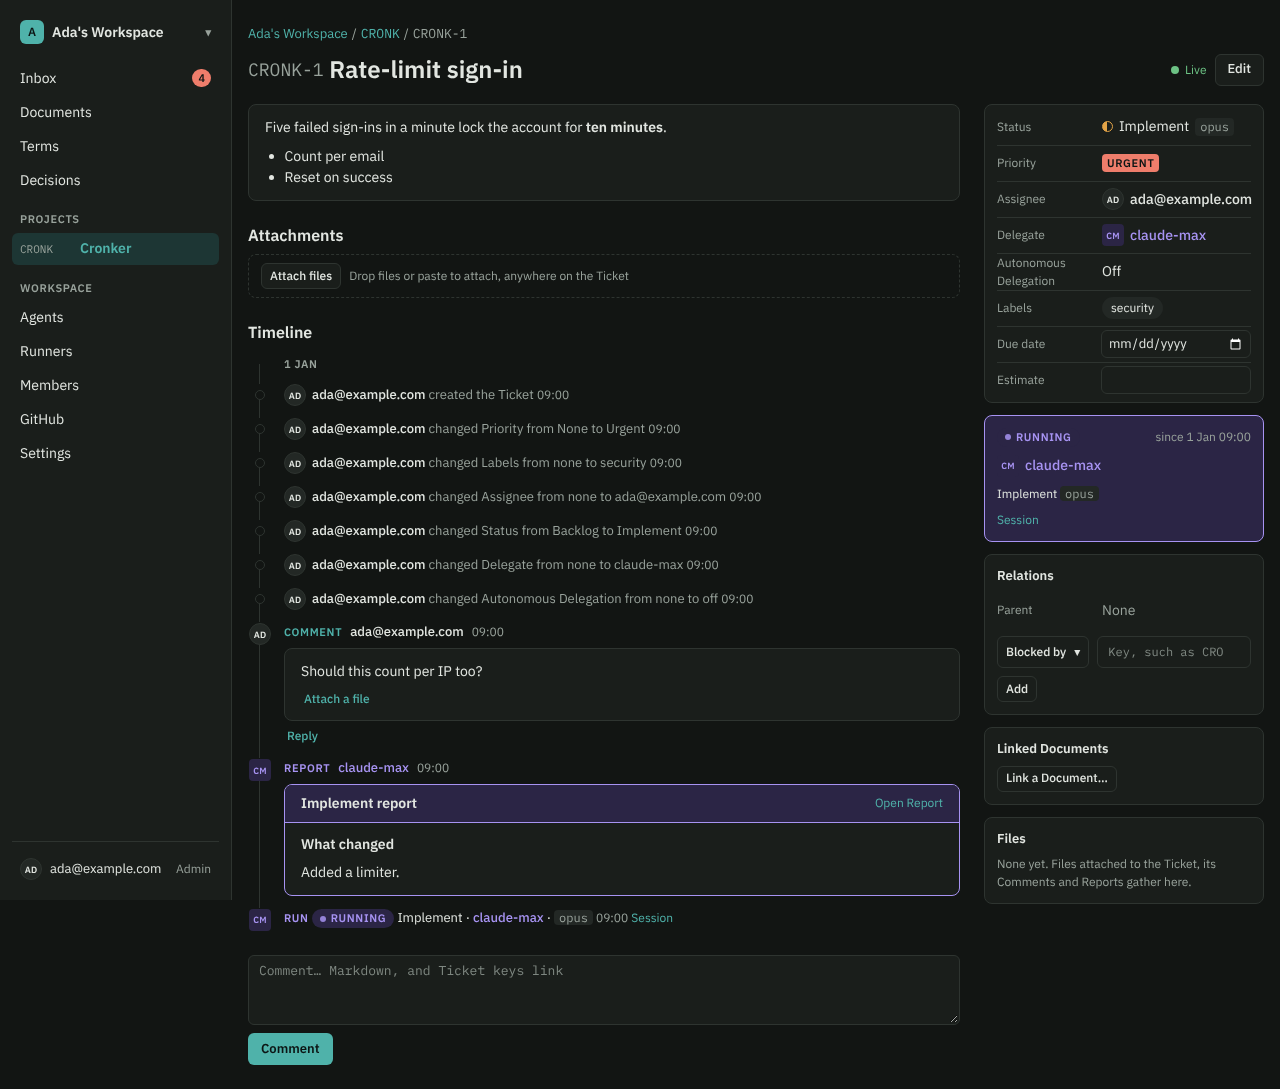 A Ada's Workspace ▾
Inbox 4
Documents
Terms
Decisions
PROJECTS
CRONK Cronker
WORKSPACE
Agents
Runners
Members
GitHub
Settings
AD ada@example.com Admin
Ada's Workspace / CRONK / CRONK-1
CRONK-1 Rate-limit sign-in
Live Edit
Five failed sign-ins in a minute lock the account for ten minutes.
• Count per email
• Reset on success
Attachments
Attach files Drop files or paste to attach, anywhere on the Ticket
Timeline
1 JAN
AD ada@example.com created the Ticket 09:00
AD ada@example.com changed Priority from None to Urgent 09:00
AD ada@example.com changed Labels from none to security 09:00
AD ada@example.com changed Assignee from none to ada@example.com 09:00
AD ada@example.com changed Status from Backlog to Implement 09:00
AD ada@example.com changed Delegate from none to claude-max 09:00
AD ada@example.com changed Autonomous Delegation from none to off 09:00
AD COMMENT ada@example.com 09:00
Should this count per IP too?
Attach a file
Reply
CM REPORT claude-max 09:00
Implement report Open Report
What changed
Added a limiter.
CM RUN RUNNING Implement · claude-max · opus 09:00 Session
Comment… Markdown, and Ticket keys link
Comment
Status Implement opus
Priority URGENT
Assignee AD ada@example.com
Delegate CM claude-max
Autonomous
Delegation Off
Labels security
Due date mm/dd/yyyy
Estimate
RUNNING since 1 Jan 09:00
CM claude-max
Implement opus
Session
Relations
Parent None
Blocked by ▾ Key, such as CRO
Add
Linked Documents
Link a Document…
Files
None yet. Files attached to the Ticket, its
Comments and Reports gather here.